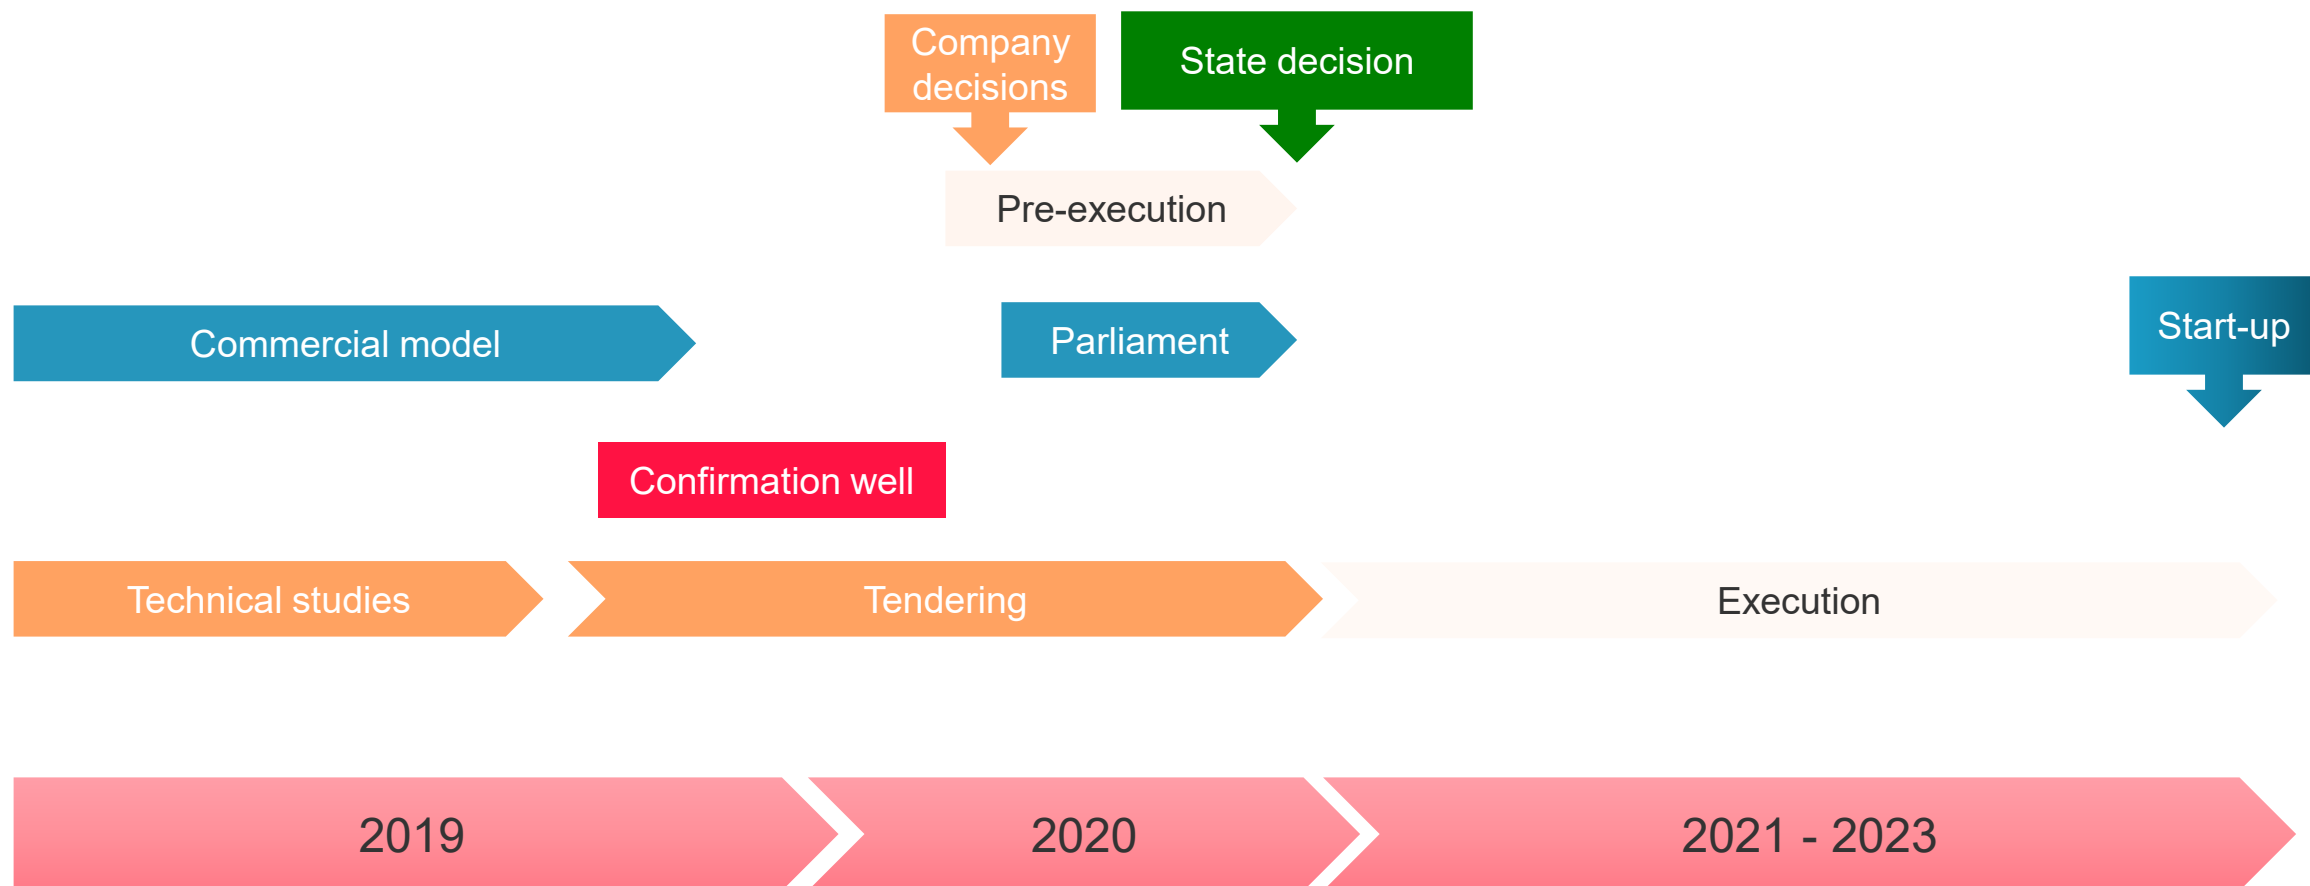 Company
decisions
State decision
Pre-execution
Commercial model
Parliament
Start-up
Confirmation well
Technical studies
Tendering
Execution
2019
2020
2021 - 2023